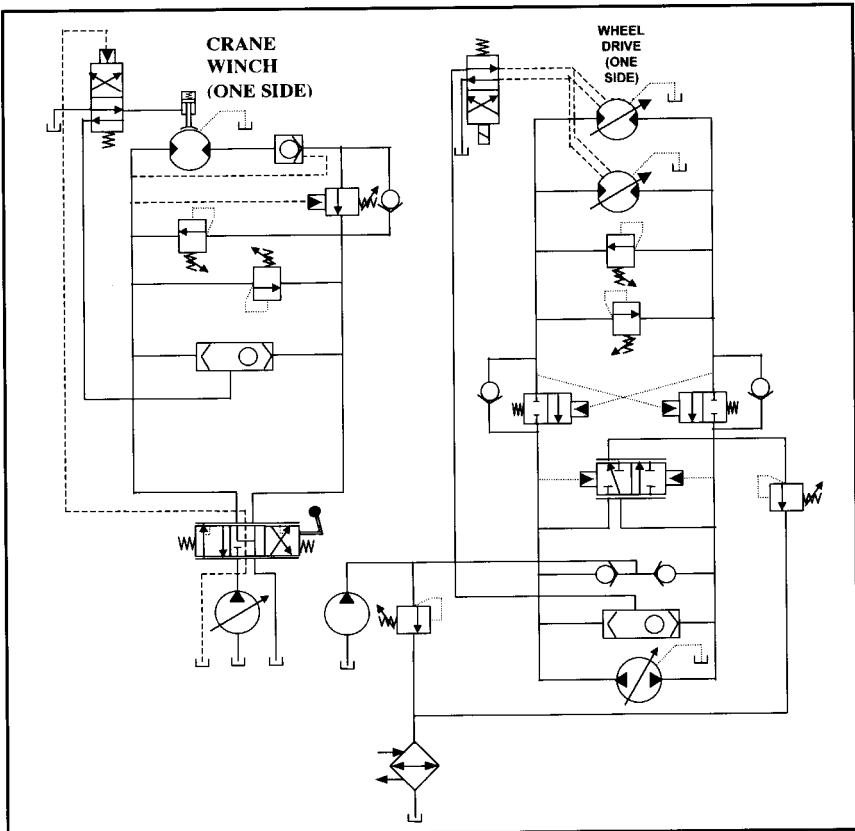 CRANE
WINCH
(ONE SIDE)
WHEEL
DRIVE
(ONE
SIDE)